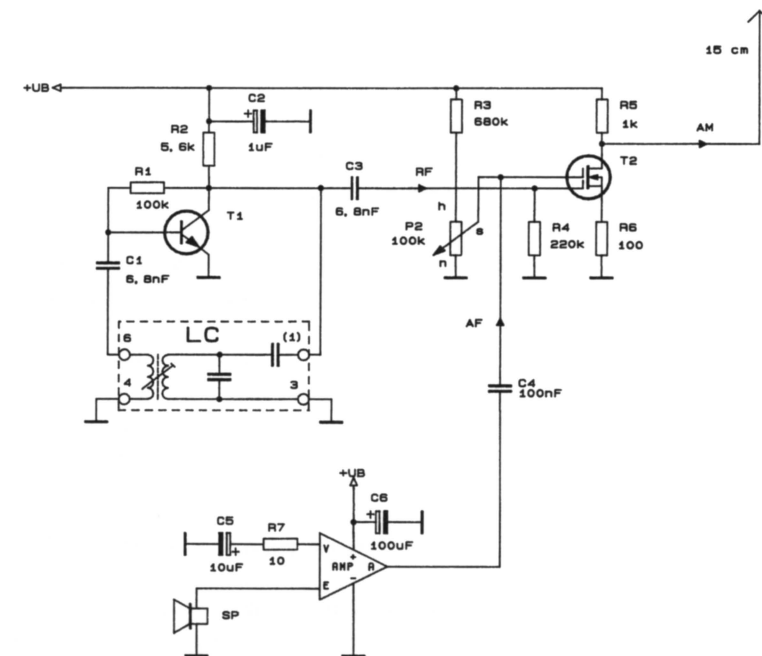 15 cm
+UB
C2
+
1uF
R3
680k
R5
1k
AM
R2
5,6k
T2
R1
100k
C3
6,8nF
RF
T1
h
P2
100k
s
n
R4
220k
R6
100
C1
6,8nF
LC
6
(1)
4
3
AF
C4
100nF
+UB
C6
+
100uF
C5
+
10uF
R7
10
V
+
AMP
A
-
E
SP